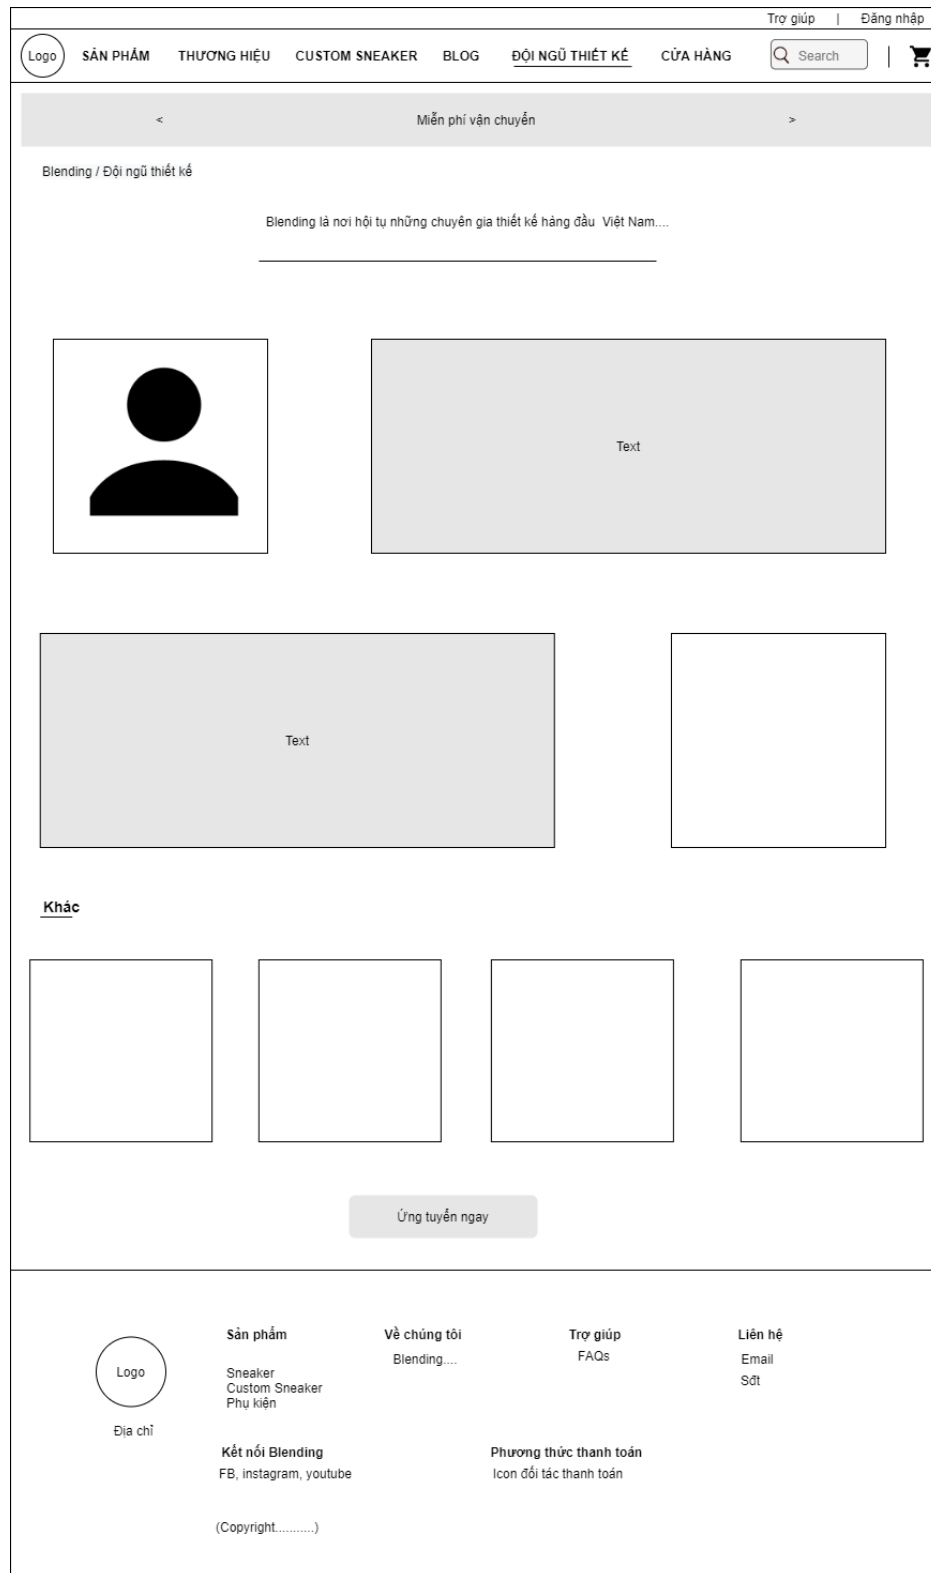 Trợ giúp | Đăng nhập
Logo SẢN PHẨM THƯƠNG HIỆU CUSTOM SNEAKER BLOG ĐỘI NGŨ THIẾT KẾ CỬA HÀNG Search |
< Miễn phí vận chuyển >
Blending / Đội ngũ thiết kế
Blending là nơi hội tụ những chuyên gia thiết kế hàng đầu Việt Nam....
Text
Text
Khác
Ứng tuyển ngay
Logo
Địa chỉ
Sản phẩm
Sneaker
Custom Sneaker
Phụ kiện
Về chúng tôi
Blending....
Trợ giúp
FAQs
Liên hệ
Email
Sđt
Kết nối Blending
FB, instagram, youtube
Phương thức thanh toán
Icon đối tác thanh toán
(Copyright...........)